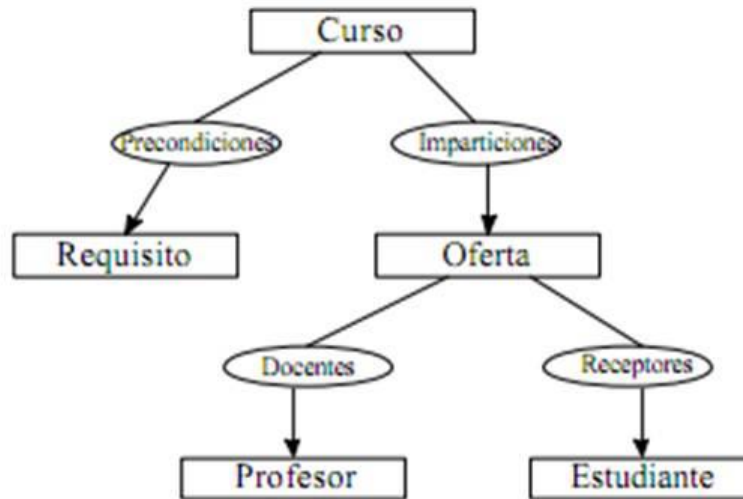 Curso
Precondiciones
Imparticiones
Requisito
Oferta
Docentes
Receptores
Profesor
Estudiante